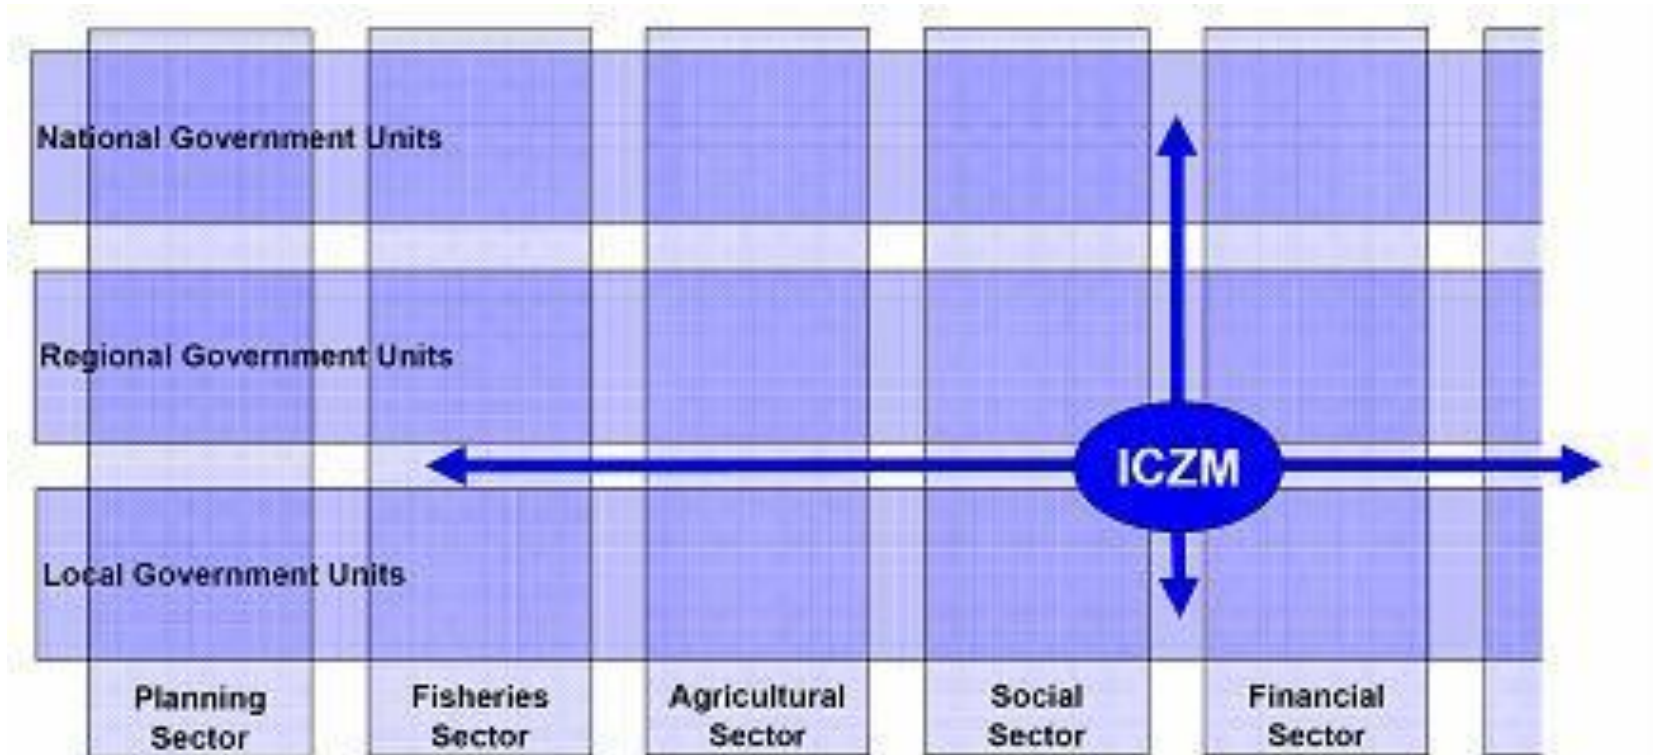 National Government Units
Regional Government Units
ICZM
Local Government Units
Planning
Sector
Fisheries
Sector
Agricultural
Sector
Social
Sector
Financial
Sector